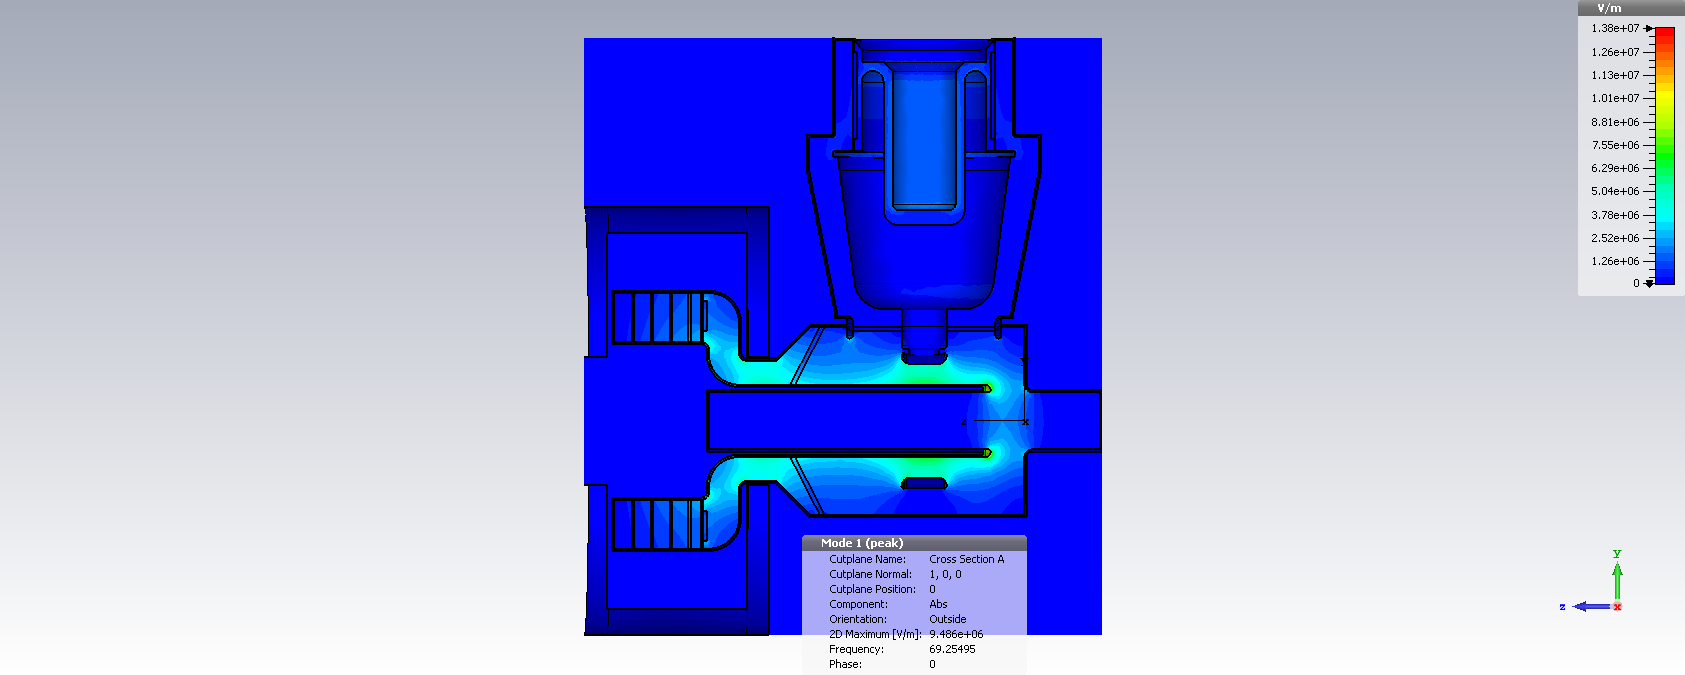 V/m
1.38e+07
1.26e+07
1.13e+07
1.01e+07
8.81e+06
7.55e+06
6.29e+06
5.04e+06
3.78e+06
2.52e+06
1.26e+06
0
z
x
Mode 1 (peak)
Cutplane Name: Cross Section A
Cutplane Normal: 1, 0, 0
Cutplane Position: 0
Component: Abs
Orientation: Outside
2D Maximum [V/m]: 9.486e+06
Frequency: 69.25495
Phase: 0
y
z
x